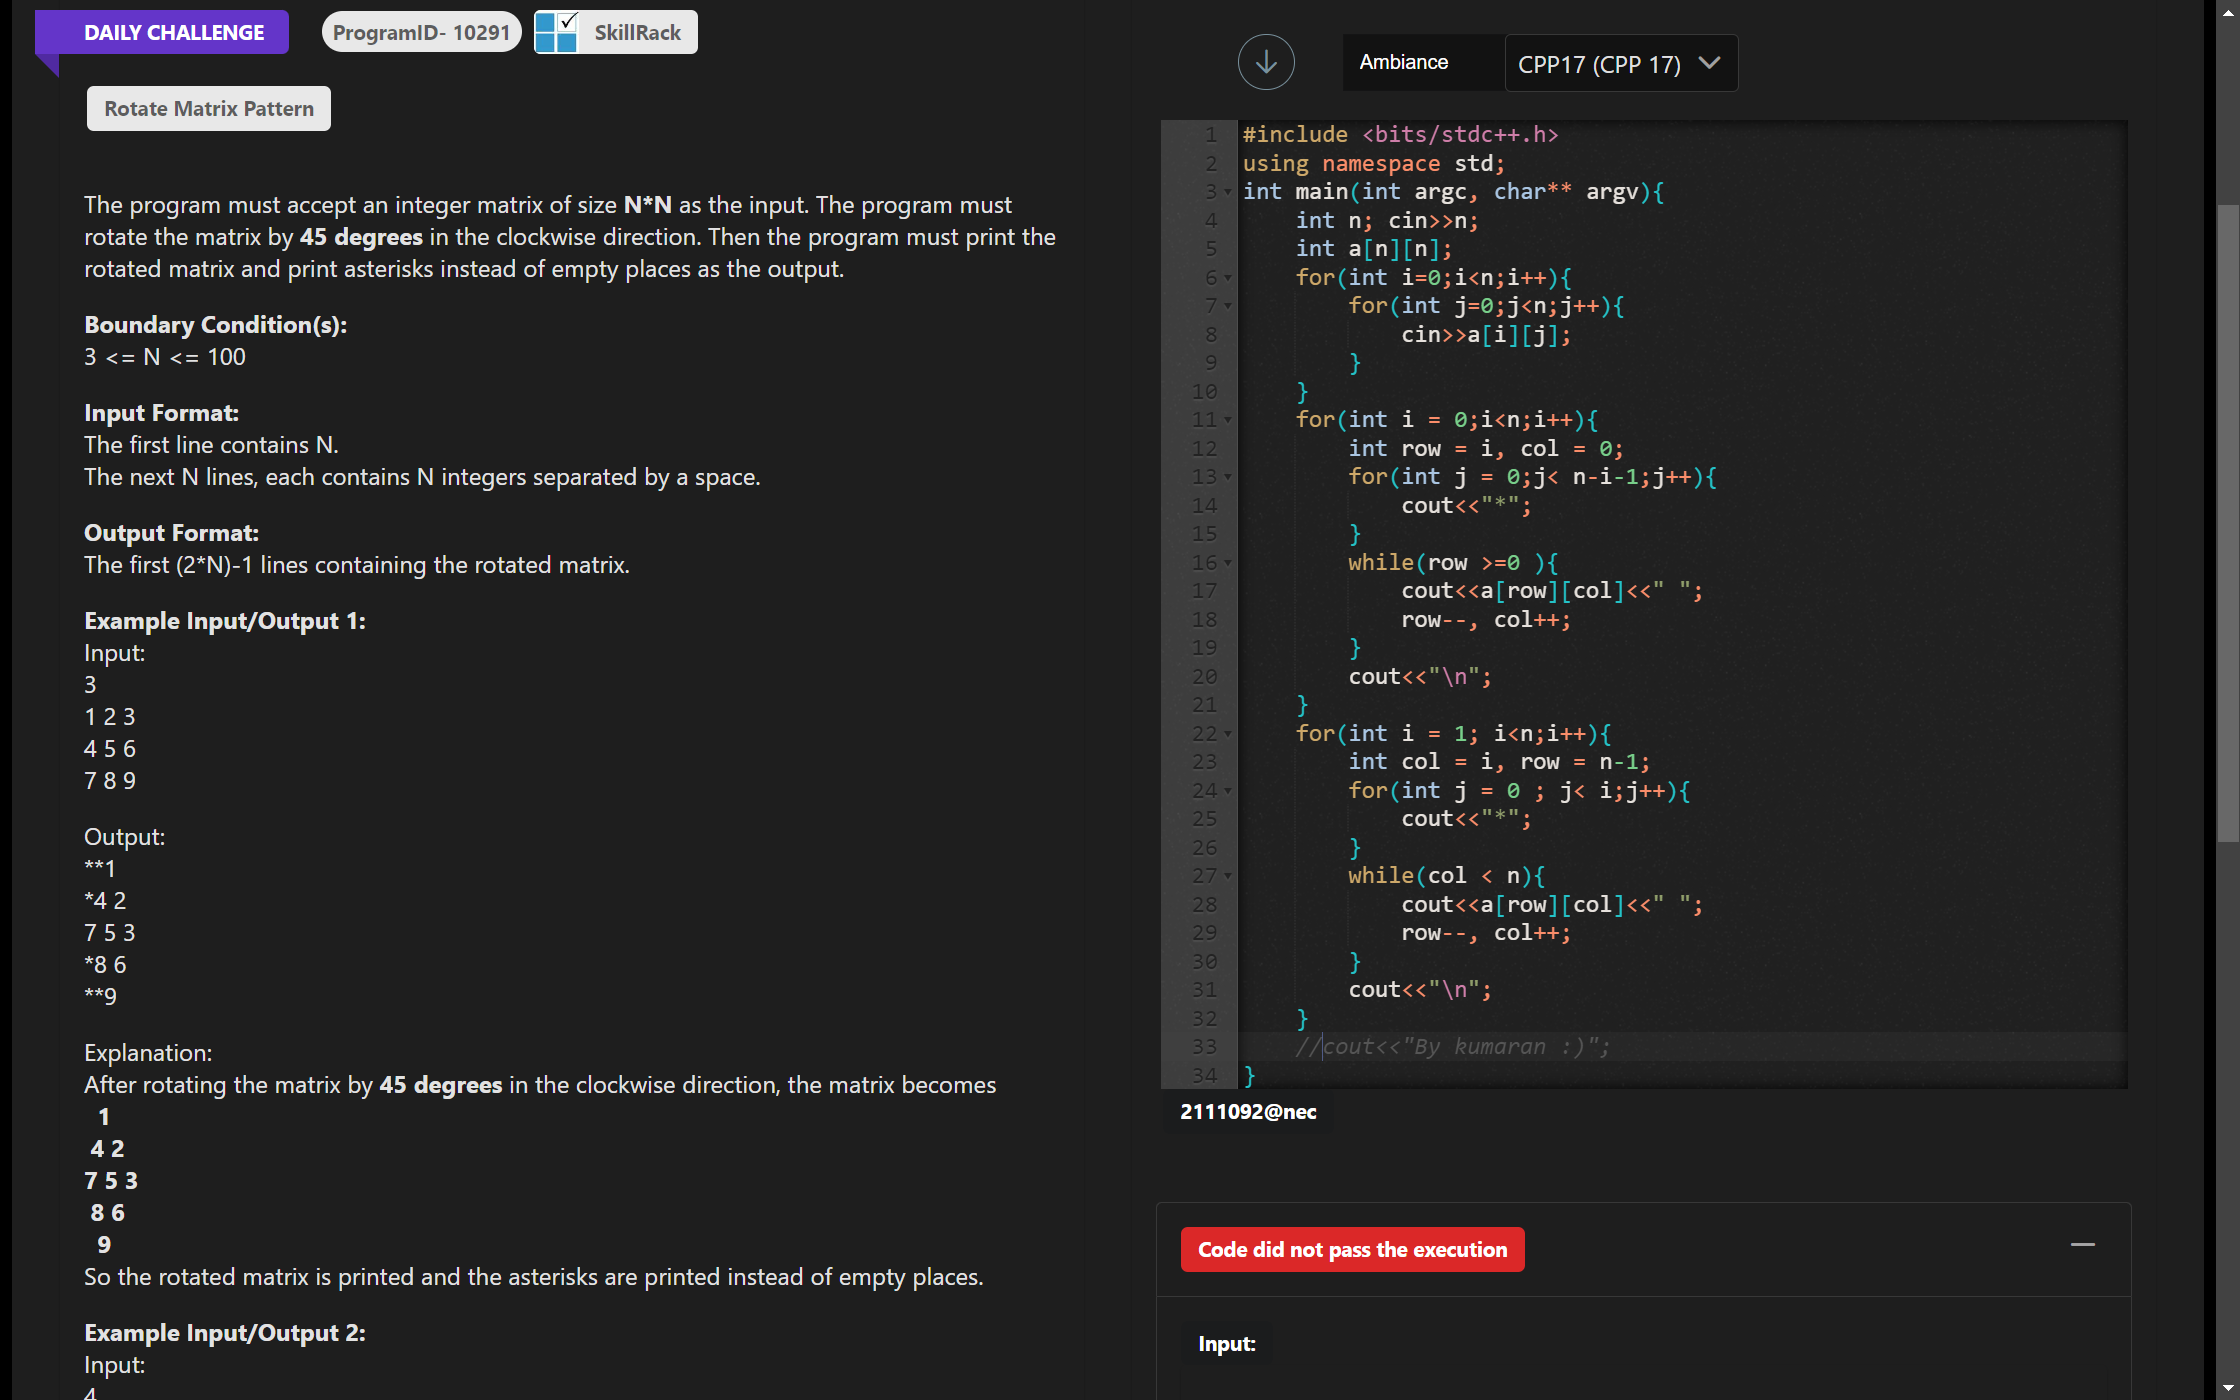 DAILY CHALLENGE
ProgramID- 10291
SkillRack
Rotate Matrix Pattern
The program must accept an integer matrix of size N*N as the input. The program must
rotate the matrix by 45 degrees in the clockwise direction. Then the program must print the
rotated matrix and print asterisks instead of empty places as the output.
Boundary Condition(s):
3 <= N <= 100
Input Format:
The first line contains N.
The next N lines, each contains N integers separated by a space.
Output Format:
The first (2*N)-1 lines containing the rotated matrix.
Example Input/Output 1:
Input:
3
1 2 3
4 5 6
7 8 9
Output:
**1
*4 2
7 5 3
*8 6
**9
Explanation:
After rotating the matrix by 45 degrees in the clockwise direction, the matrix becomes
1
4 2
7 5 3
8 6
9
So the rotated matrix is printed and the asterisks are printed instead of empty places.
Example Input/Output 2:
Input:
4
Ambiance
CPP17 (CPP 17)
1 #include <bits/stdc++.h>
2 using namespace std;
3 int main(int argc, char** argv){
4     int n; cin>>n;
5     int a[n][n];
6     for(int i=0;i<n;i++){
7         for(int j=0;j<n;j++){
8             cin>>a[i][j];
9         }
10     }
11     for(int i = 0;i<n;i++){
12         int row = i, col = 0;
13         for(int j = 0;j< n-i-1;j++){
14             cout<<"*";
15         }
16         while(row >=0 ){
17             cout<<a[row][col]<<" ";
18             row--, col++;
19         }
20         cout<<"\n";
21     }
22     for(int i = 1; i<n;i++){
23         int col = i, row = n-1;
24         for(int j = 0 ; j< i;j++){
25             cout<<"*";
26         }
27         while(col < n){
28             cout<<a[row][col]<<" ";
29             row--, col++;
30         }
31         cout<<"\n";
32     }
33     //cout<<"By kumaran :)";
34 }
2111092@nec
Code did not pass the execution
Input: